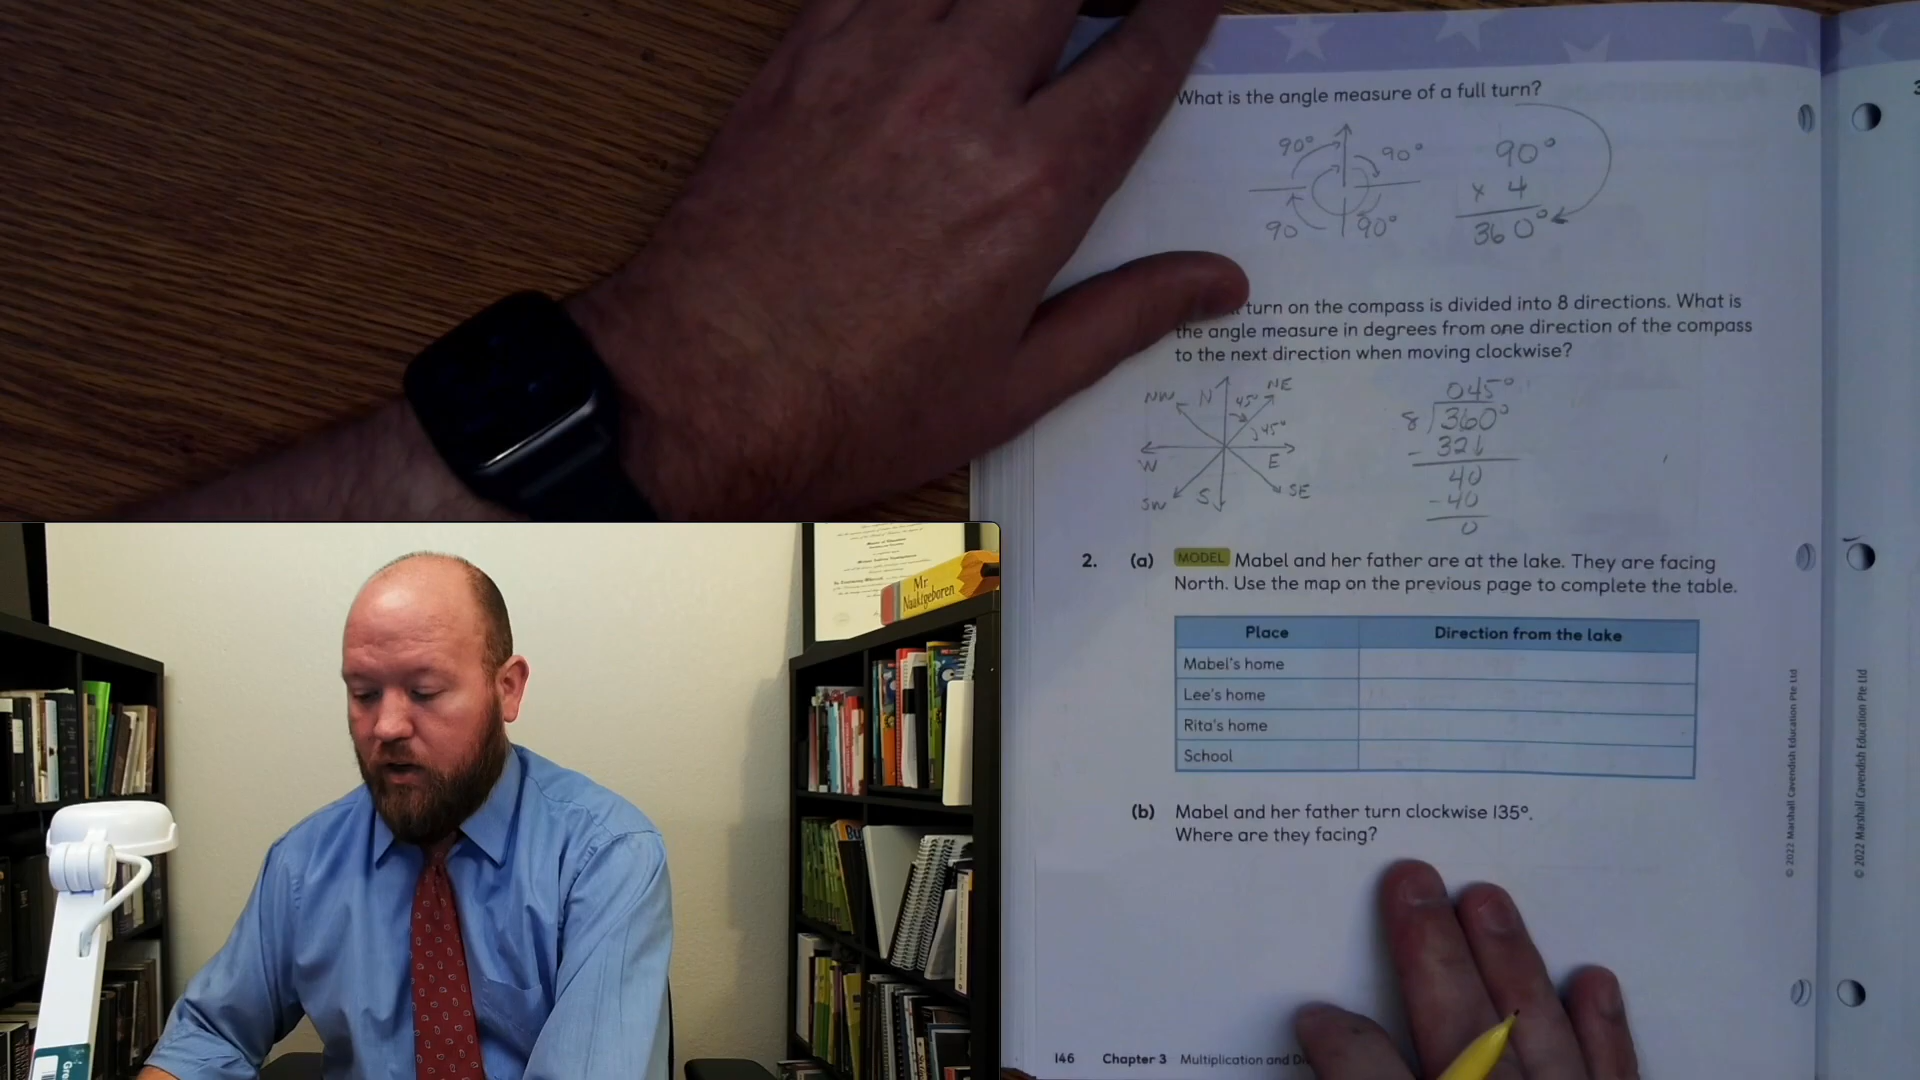 What is the angle measure of a full turn?
90° 90° 90°
x 4
90 90° 360°
turn on the compass is divided into 8 directions. What is
the angle measure in degrees from one direction of the compass
to the next direction when moving clockwise?
NW N 45° NE
45°
W E
SW S SE
045°
8 360°
- 32
40
-40
0
2. (a) MODEL Mabel and her father are at the lake. They are facing
North. Use the map on the previous page to complete the table.
Place Direction from the lake
Mabel's home
Lee's home
Rita's home
School
(b) Mabel and her father turn clockwise 135°.
Where are they facing?
146 Chapter 3 Multiplication and
© 2022 Marshall Cavendish Education Pte Ltd
© 2022 Marshall Cavendish Education Pte Ltd
3
Mr
Naaktgeboren
Master of Education